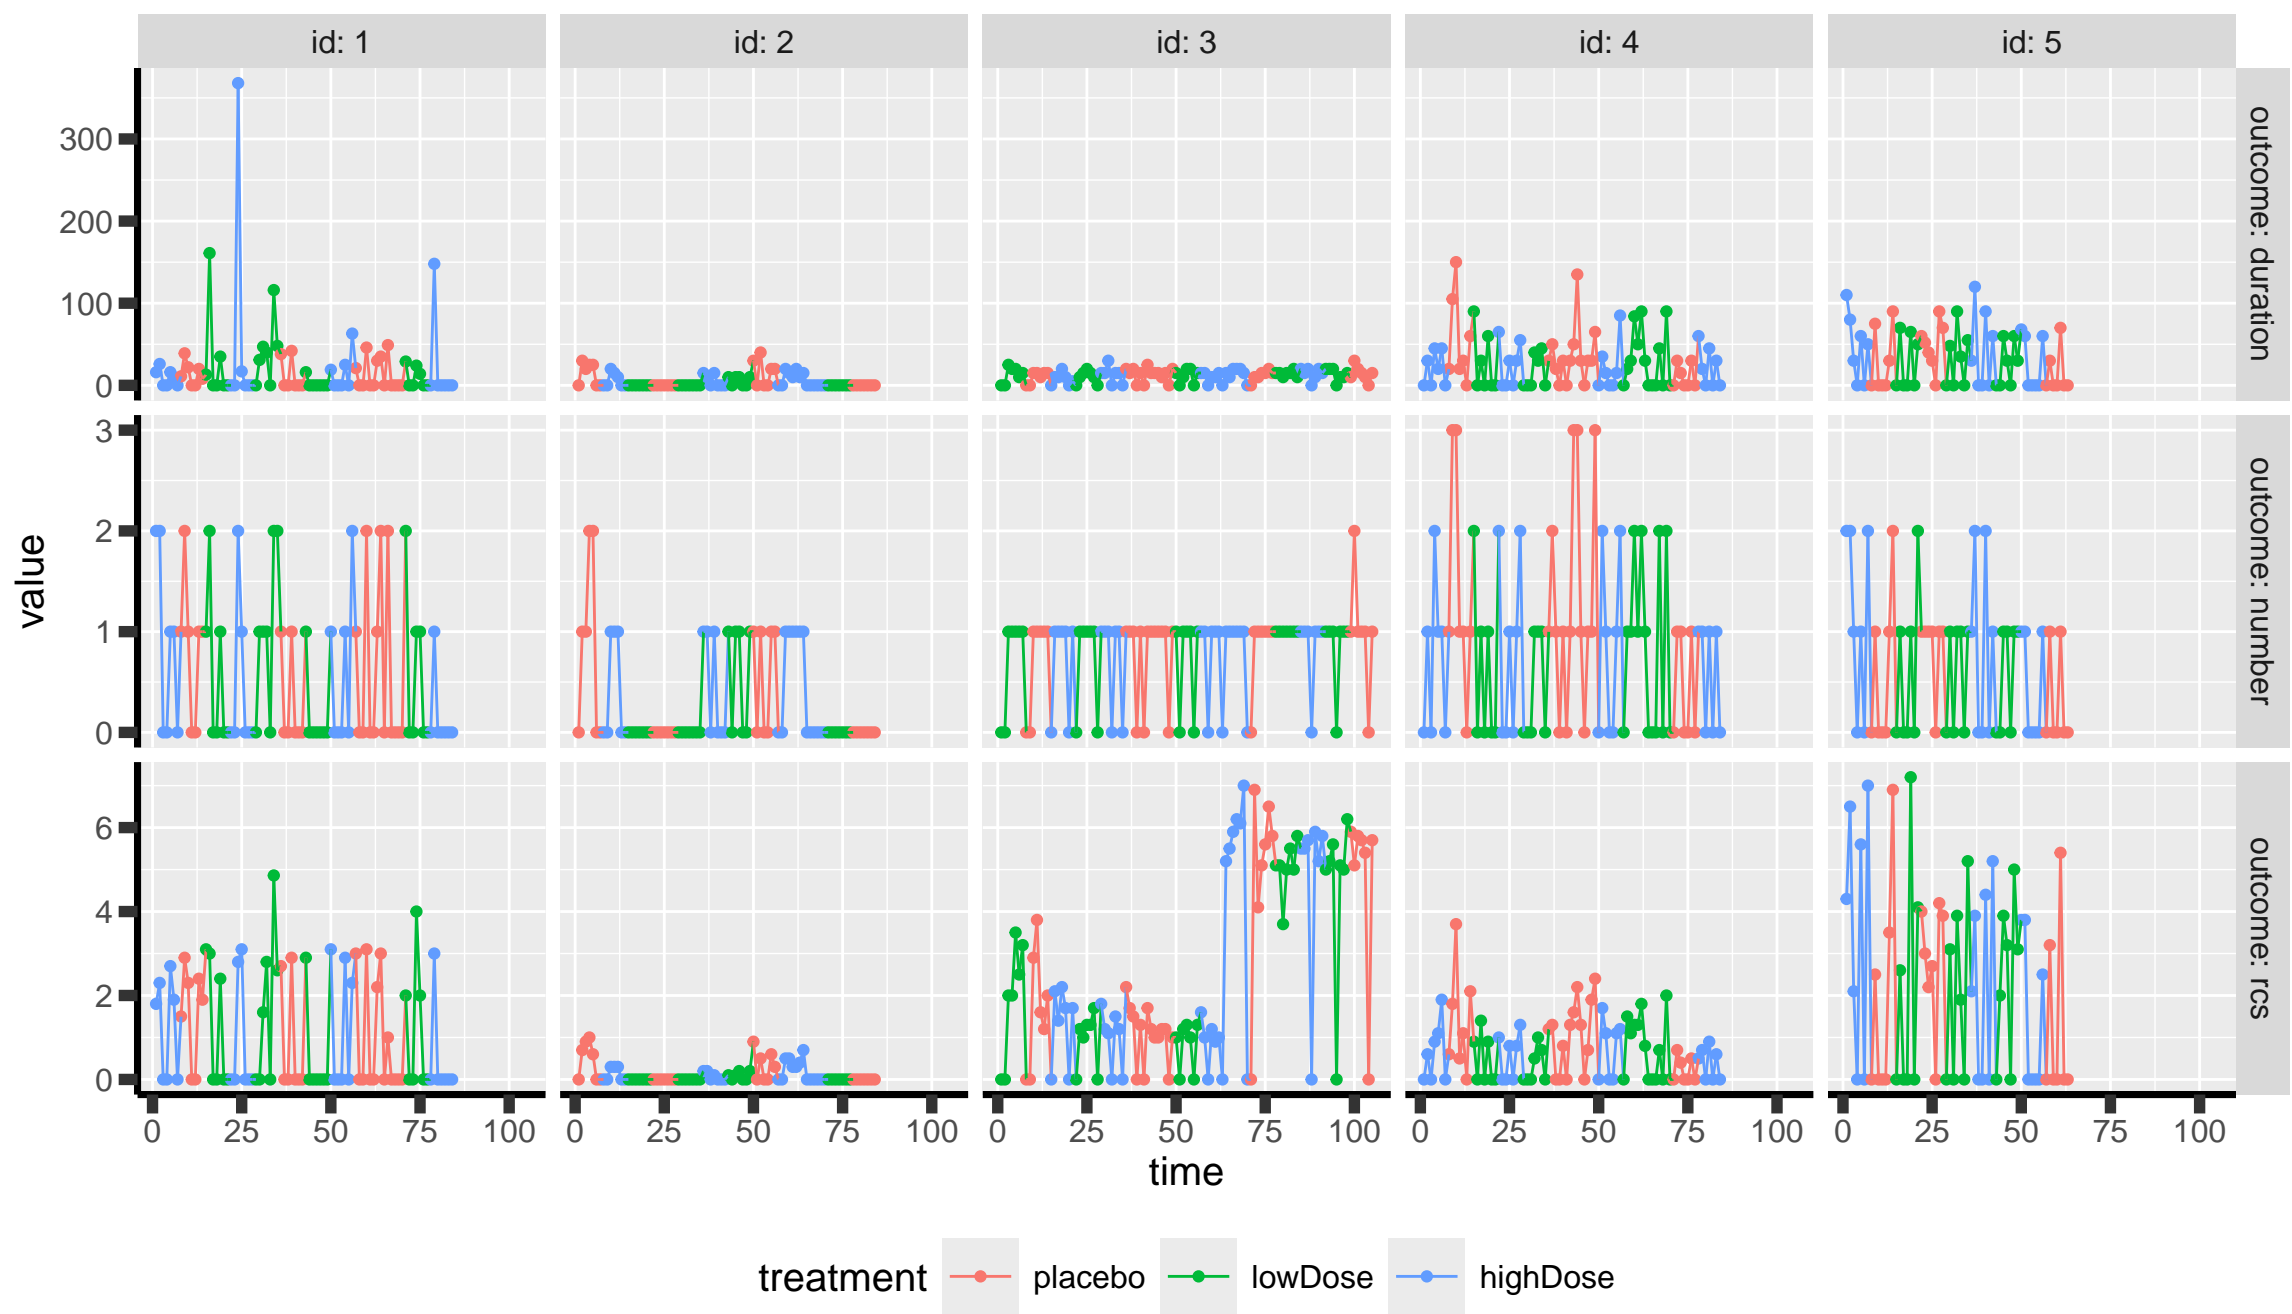 id: 1 id: 2 id: 3 id: 4 id: 5
300
200
100
0
outcome: duration
3
2
1
0
outcome: number
6
4
2
0
outcome: rcs
value
0 25 50 75 100 0 25 50 75 100 0 25 50 75 100 0 25 50 75 100 0 25 50 75 100
time
treatment placebo lowDose highDose